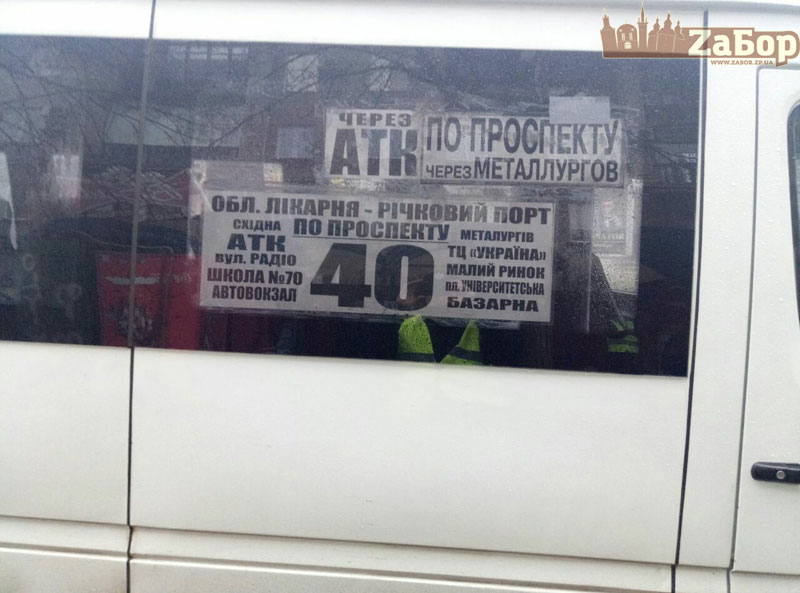 ZаБор
WWW.ZABOR.ZP.UA
ЧЕРЕЗ
АТК
ПО ПРОСПЕКТУ
ЧЕРЕЗ МЕТАЛЛУРГОВ
ОБЛ. ЛІКАРНЯ - РІЧКОВИЙ ПОРТ
ПО ПРОСПЕКТУ
СХІДНА
АТК
ВУЛ. РАДІО
ШКОЛА №70
АВТОВОКЗАЛ
40
МЕТАЛУРГІВ
ТЦ «УКРАЇНА»
МАЛИЙ РИНОК
ПЛ. УНІВЕРСИТЕТСЬКА
БАЗАРНА